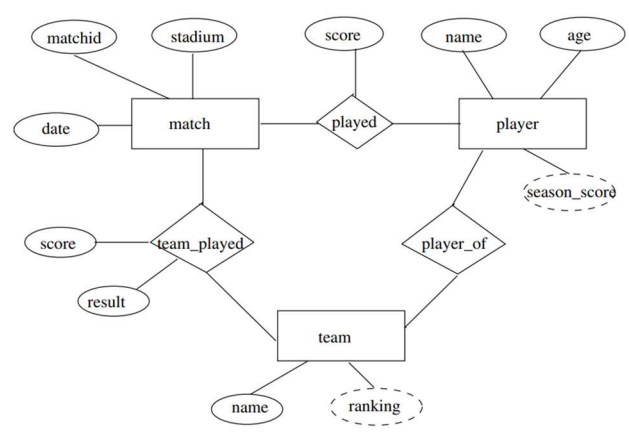 matchid
stadium
score
name
age
date
match
played
player
season_score
score
team_played
player_of
result
team
name
ranking